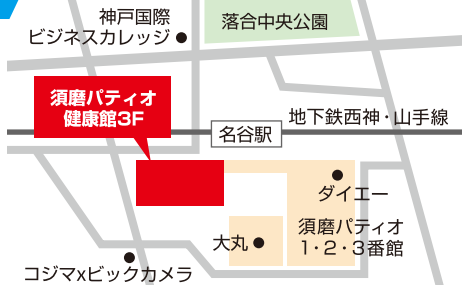 神戸国際
ビジネスカレッジ
落合中央公園
須磨パティオ
健康館3F
地下鉄西神・山手線
名谷駅
ダイエー
須磨パティオ
1・2・3番館
大丸
コジマxビックカメラ